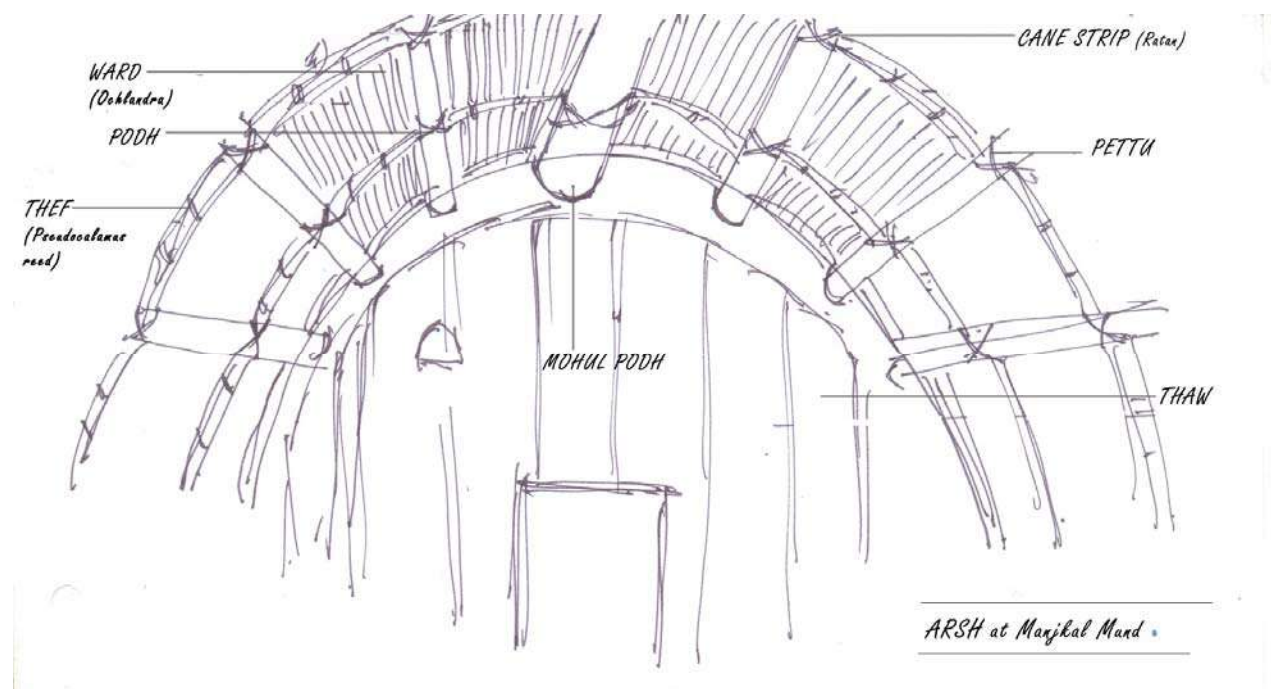 CANE STRIP (Ratan)
WARD
(Ochlandra)
PODH
PETTU
THEF
(Pseudocalamus
reed)
MOHUL PODH
THAW
ARSH at Manjkal Mund